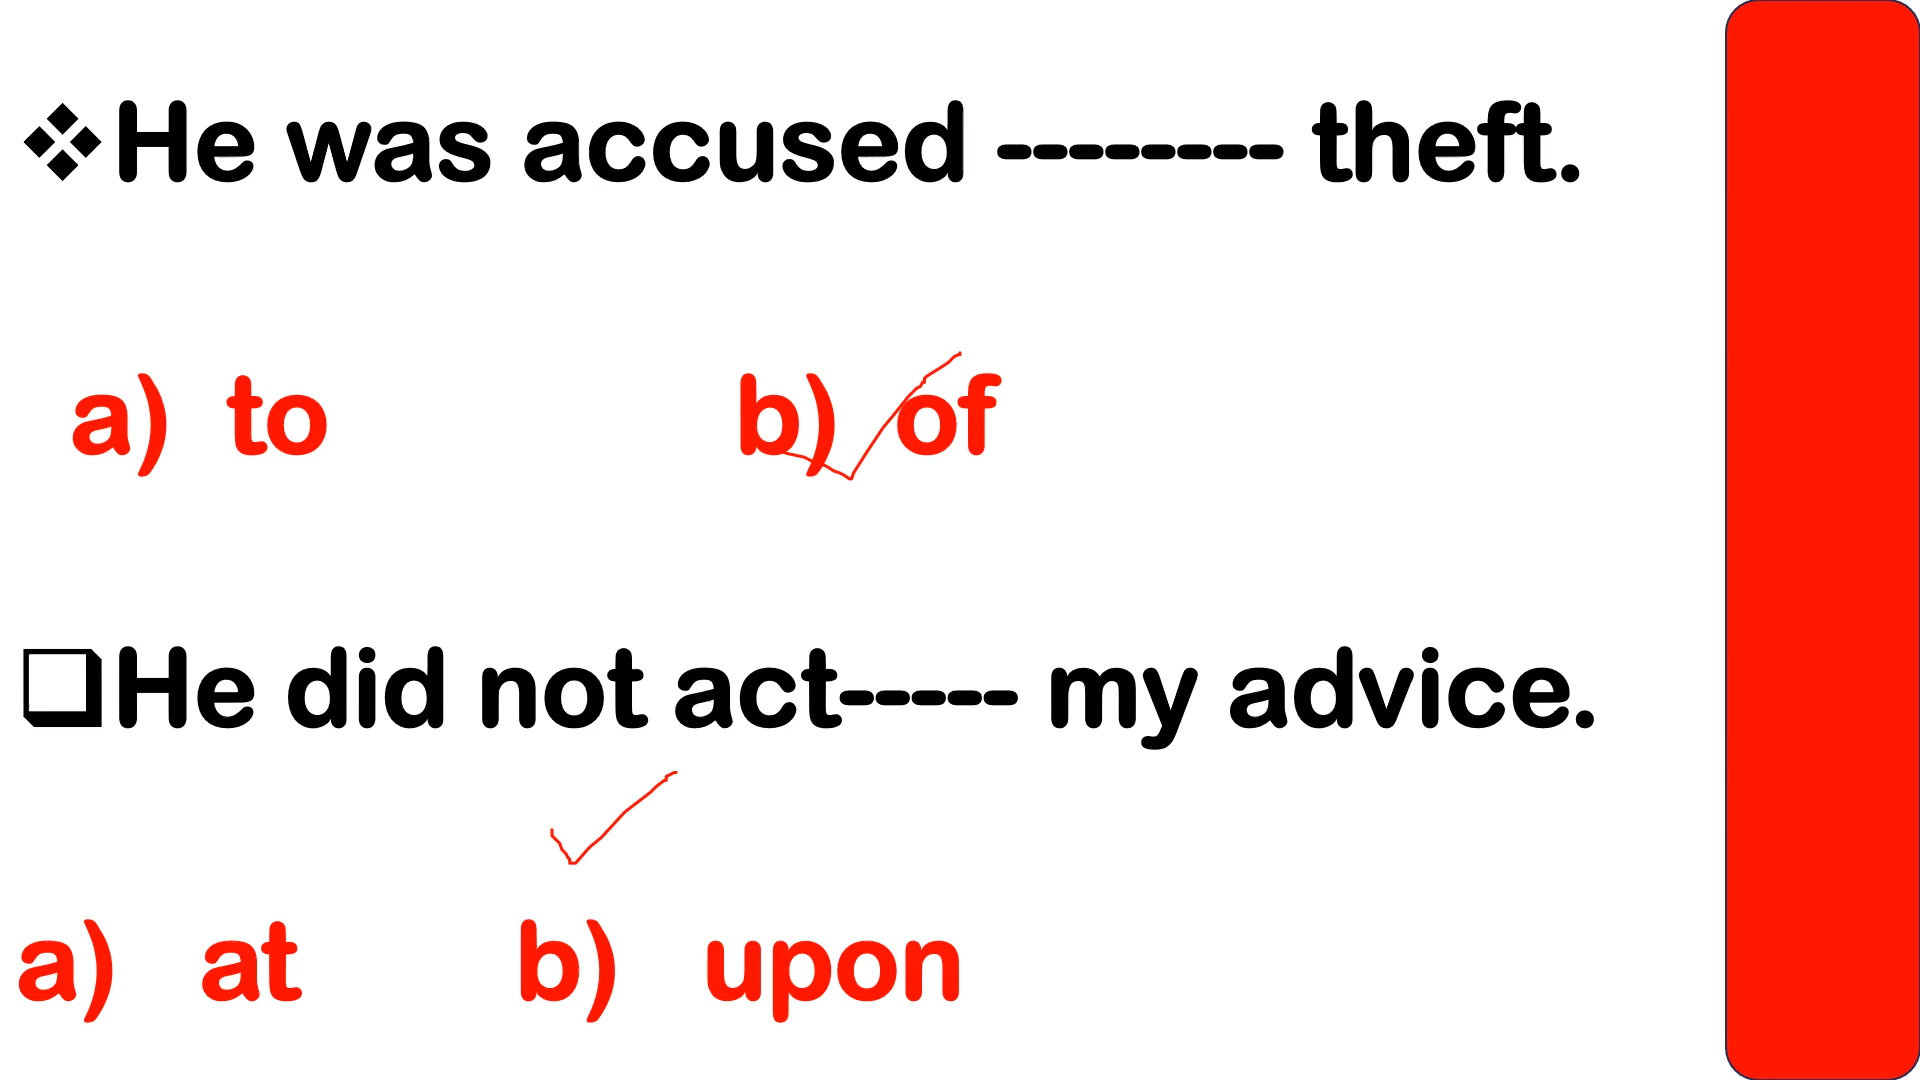 ❖He was accused -------- theft.
a) to b) of
❑He did not act----- my advice.
a) at b) upon